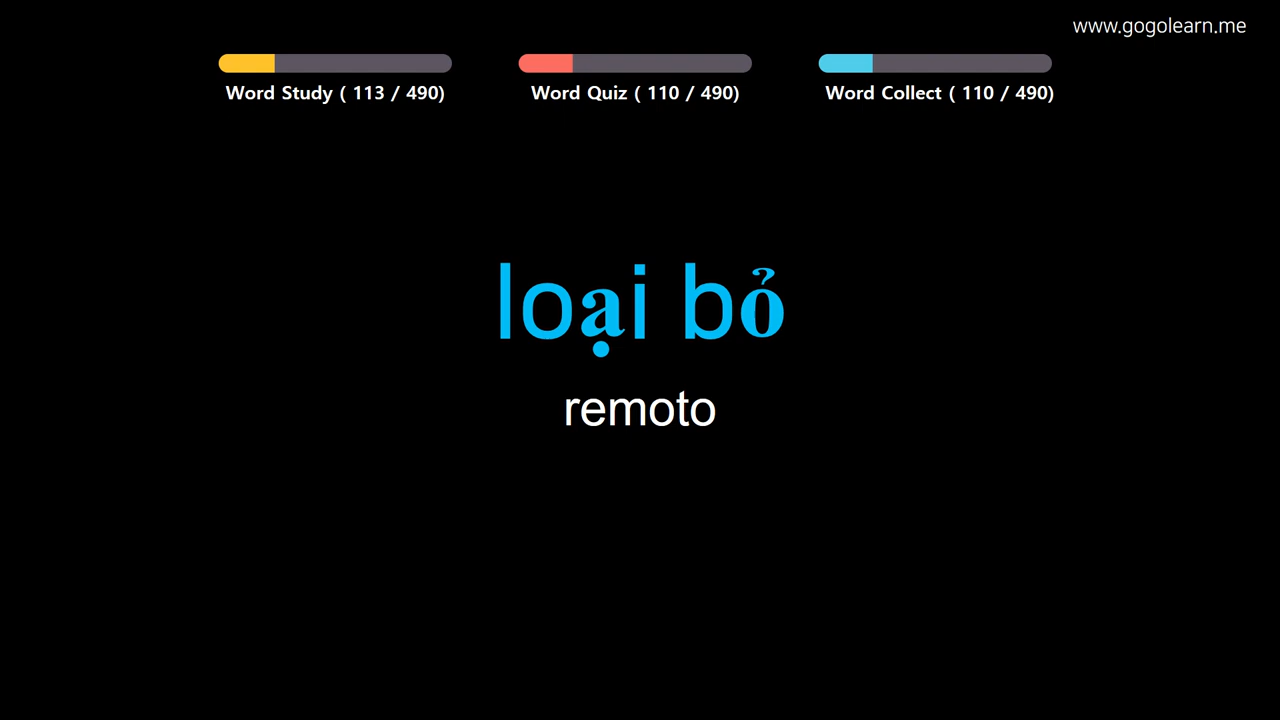 www.gogolearn.me
Word Study ( 113 / 490)
Word Quiz ( 110 / 490)
Word Collect ( 110 / 490)
loại bỏ
remoto